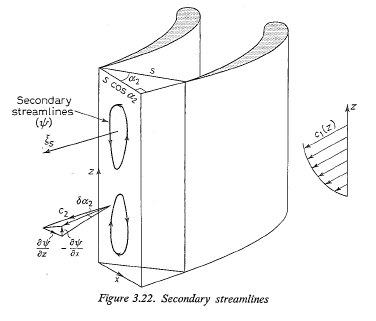 s
α₂
s cos α₂
Secondary
streamlines
(ψ)
ξs
z
δα₂
c₂
∂ψ
∂z
- ∂ψ
∂x
x
z
c₁(z)
Figure 3.22. Secondary streamlines